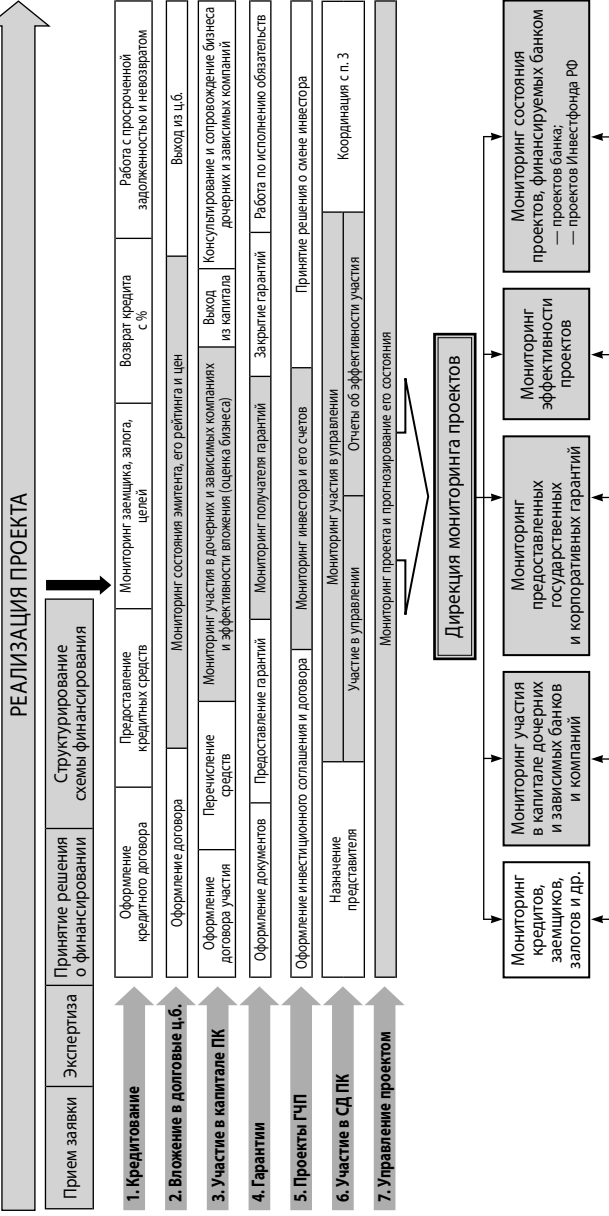 РЕАЛИЗАЦИЯ ПРОЕКТА
Прием заявки
Экспертиза
Принятие решения
о финансировании
Структурирование
схемы финансирования
1. Кредитование
Оформление
кредитного договора
Предоставление
кредитных средств
Мониторинг заемщика, залога,
целей
Возврат кредита
с %
Работа с просроченной
задолженностью и невозвратом
2. Вложение в долговые ц.б.
Оформление договора
Мониторинг состояния эмитента, его рейтинга и цен
Выход из ц.б.
3. Участие в капитале ПК
Оформление
договора участия
Перечисление
средств
Мониторинг участия в дочерних и зависимых компаниях
и эффективности вложения (оценка бизнеса)
Выход
из капитала
Консультирование и сопровождение бизнеса
дочерних и зависимых компаний
4. Гарантии
Оформление документов
Предоставление гарантий
Мониторинг получателя гарантий
Закрытие гарантий
Работа по исполнению обязательств
5. Проекты ГЧП
Оформление инвестиционного соглашения и договора
Мониторинг инвестора и его счетов
Принятие решения о смене инвестора
6. Участие в СД ПК
Назначение
представителя
Мониторинг участия в управлении
Участие в управлении
Отчеты об эффективности участия
Координация с п. 3
7. Управление проектом
Мониторинг проекта и прогнозирование его состояния
Дирекция мониторинга проектов
Мониторинг
кредитов,
заемщиков,
залогов и др.
Мониторинг участия
в капитале дочерних
и зависимых банков
и компаний
Мониторинг
предоставленных
государственных
и корпоративных гарантий
Мониторинг
эффективности
проектов
Мониторинг состояния
проектов, финансируемых банком
— проектов банка;
— проектов Инвестфонда РФ